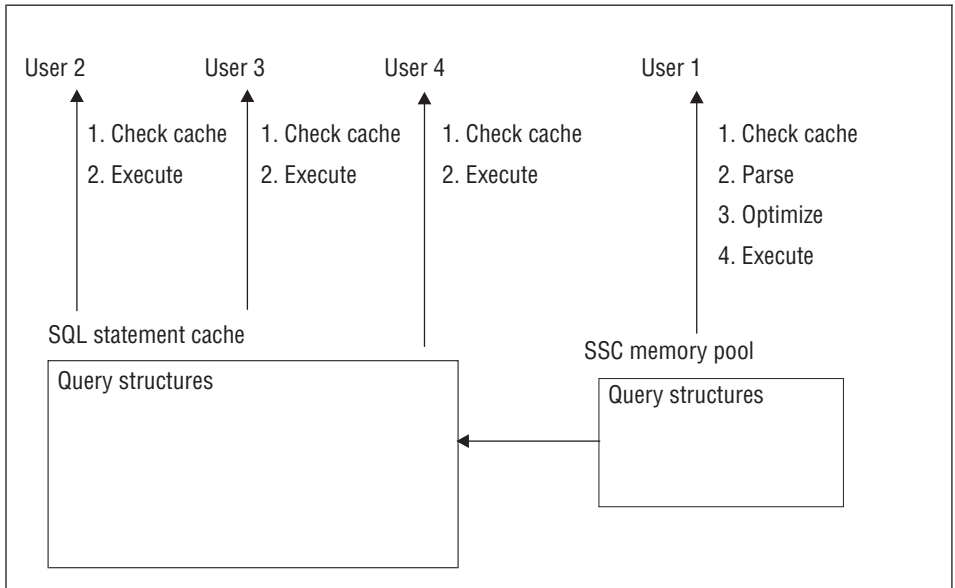 User 2
User 3
User 4
User 1
1. Check cache
2. Execute
1. Check cache
2. Execute
1. Check cache
2. Execute
1. Check cache
2. Parse
3. Optimize
4. Execute
SQL statement cache
Query structures
SSC memory pool
Query structures